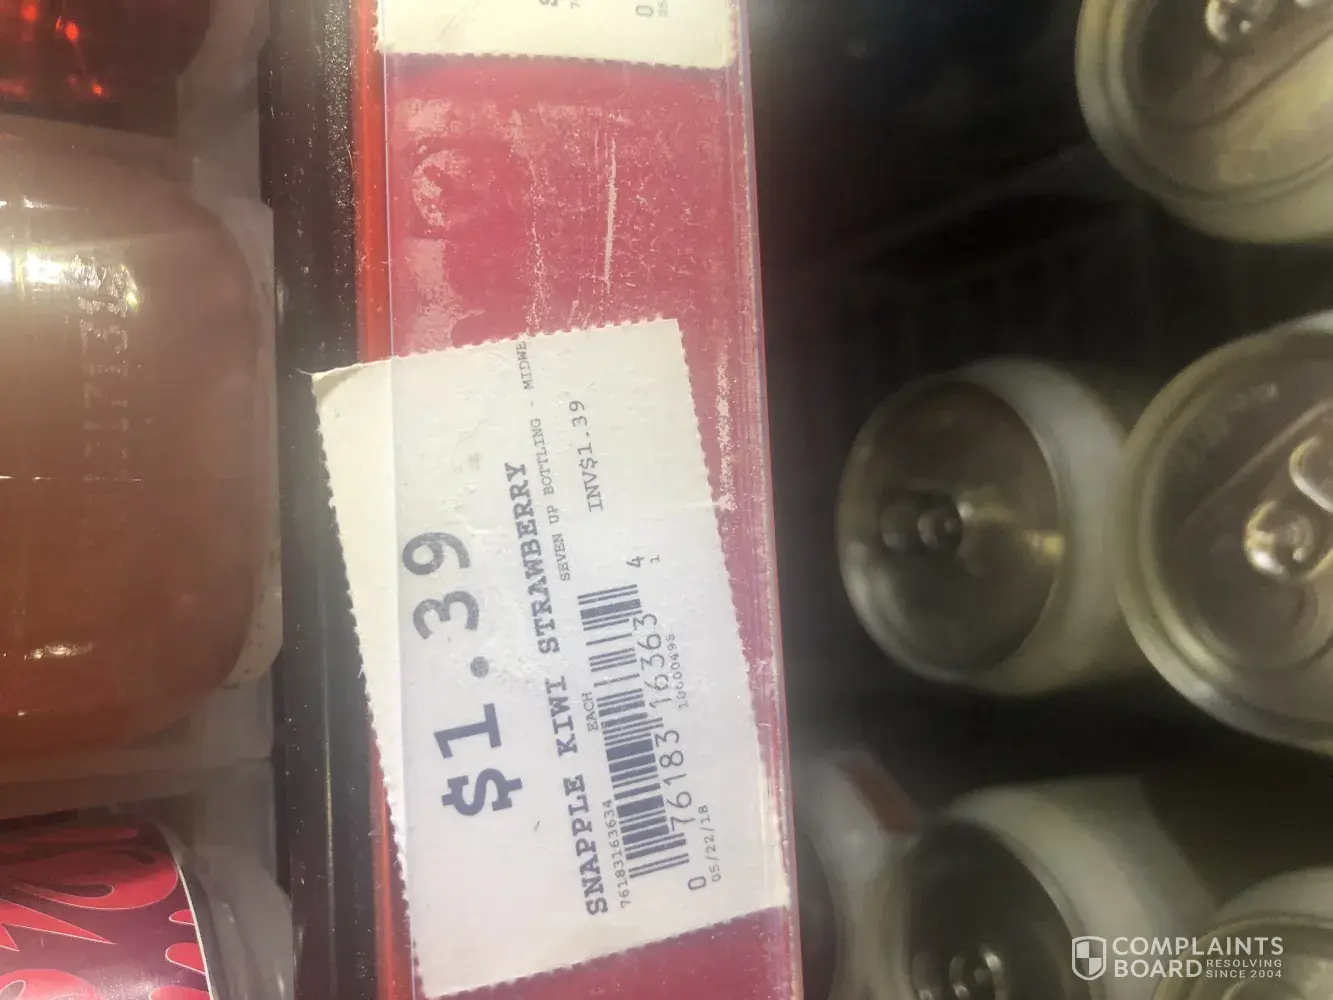 $1.39
SNAPPLE KIWI STRAWBERRY
SEVEN UP BOTTLING - MIDWE
EACH
INV$1.39
76183163634
0 76183 16363 4
1
05/22/18
COMPLAINTS
BOARD RESOLVING
SINCE 2004